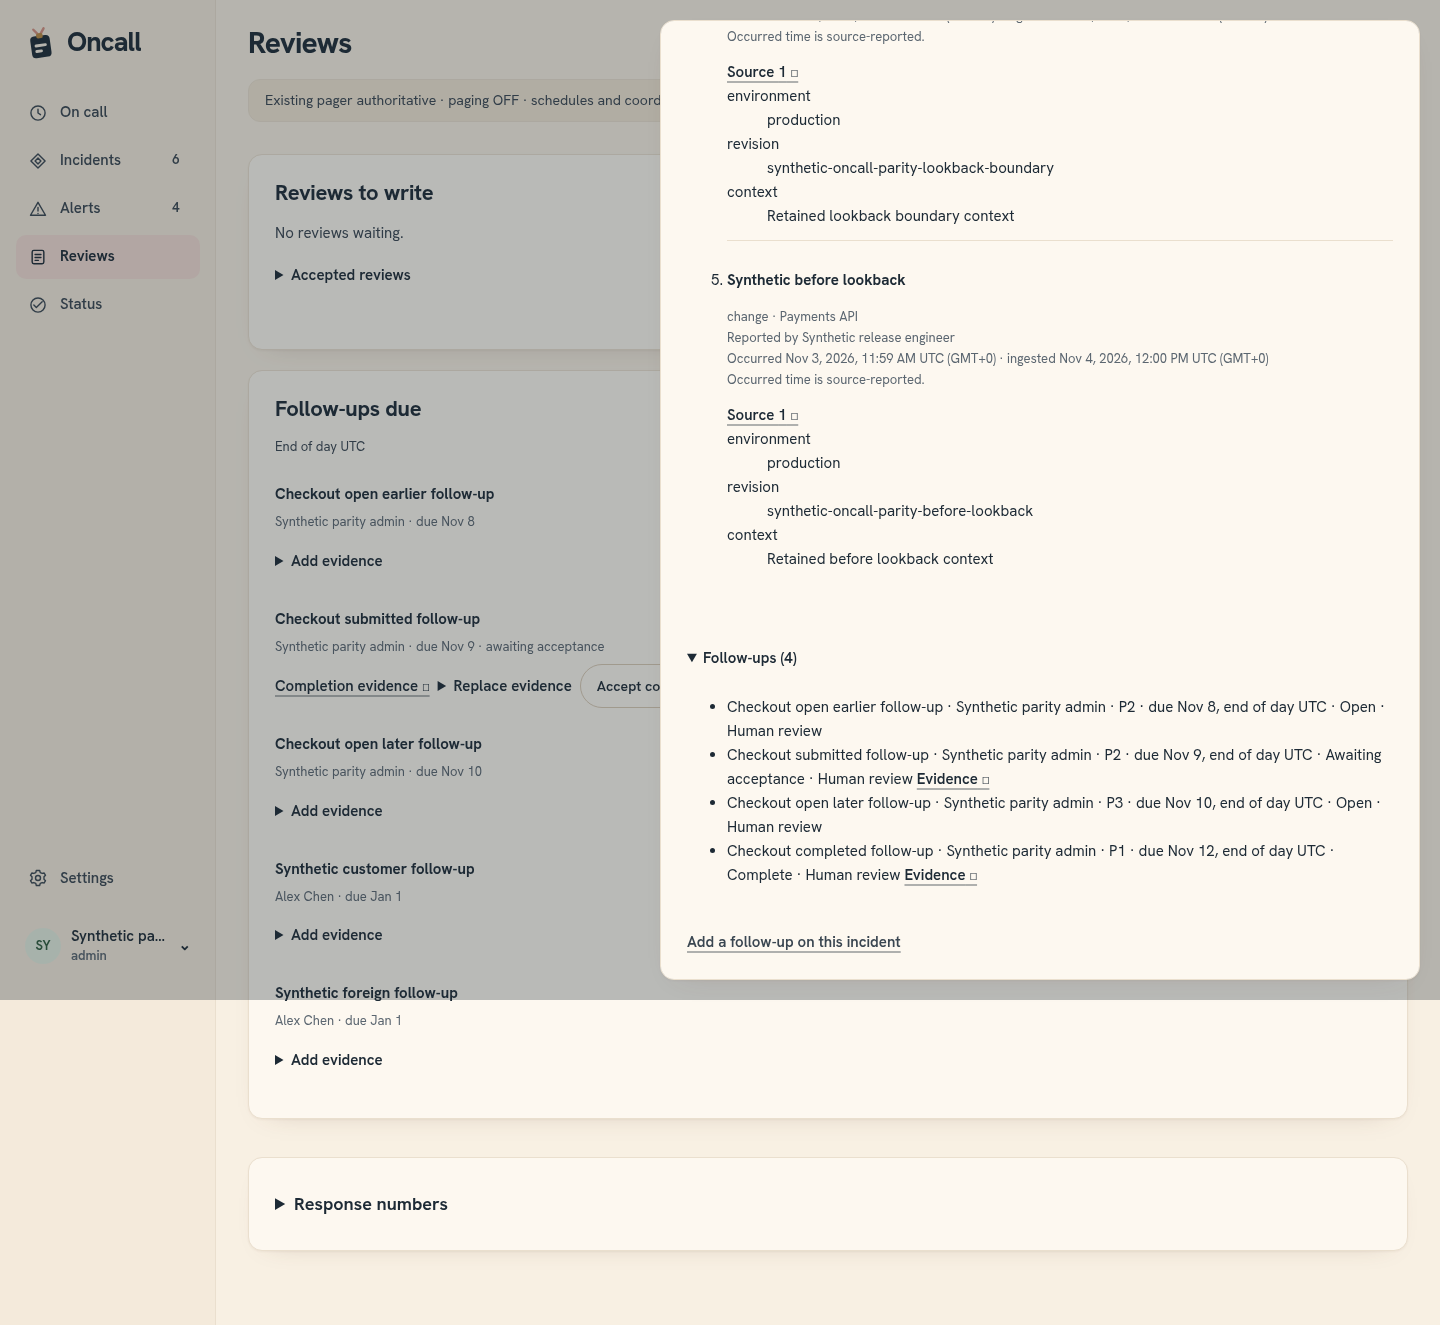 Oncall
On call
Incidents 6
Alerts 4
Reviews
Status
Settings
SY
Synthetic pa...
admin
Reviews
Existing pager authoritative · paging OFF · schedules and coord
Reviews to write
No reviews waiting.
Accepted reviews
Follow-ups due
End of day UTC
Checkout open earlier follow-up
Synthetic parity admin · due Nov 8
Add evidence
Checkout submitted follow-up
Synthetic parity admin · due Nov 9 · awaiting acceptance
Completion evidence Replace evidence Accept co
Checkout open later follow-up
Synthetic parity admin · due Nov 10
Add evidence
Synthetic customer follow-up
Alex Chen · due Jan 1
Add evidence
Synthetic foreign follow-up
Alex Chen · due Jan 1
Add evidence
Response numbers
Occurred time is source-reported.
Source 1
environment
production
revision
synthetic-oncall-parity-lookback-boundary
context
Retained lookback boundary context
5. Synthetic before lookback
change · Payments API
Reported by Synthetic release engineer
Occurred Nov 3, 2026, 11:59 AM UTC (GMT+0) · ingested Nov 4, 2026, 12:00 PM UTC (GMT+0)
Occurred time is source-reported.
Source 1
environment
production
revision
synthetic-oncall-parity-before-lookback
context
Retained before lookback context
Follow-ups (4)
• Checkout open earlier follow-up · Synthetic parity admin · P2 · due Nov 8, end of day UTC · Open ·
Human review
• Checkout submitted follow-up · Synthetic parity admin · P2 · due Nov 9, end of day UTC · Awaiting
acceptance · Human review Evidence
• Checkout open later follow-up · Synthetic parity admin · P3 · due Nov 10, end of day UTC · Open ·
Human review
• Checkout completed follow-up · Synthetic parity admin · P1 · due Nov 12, end of day UTC ·
Complete · Human review Evidence
Add a follow-up on this incident